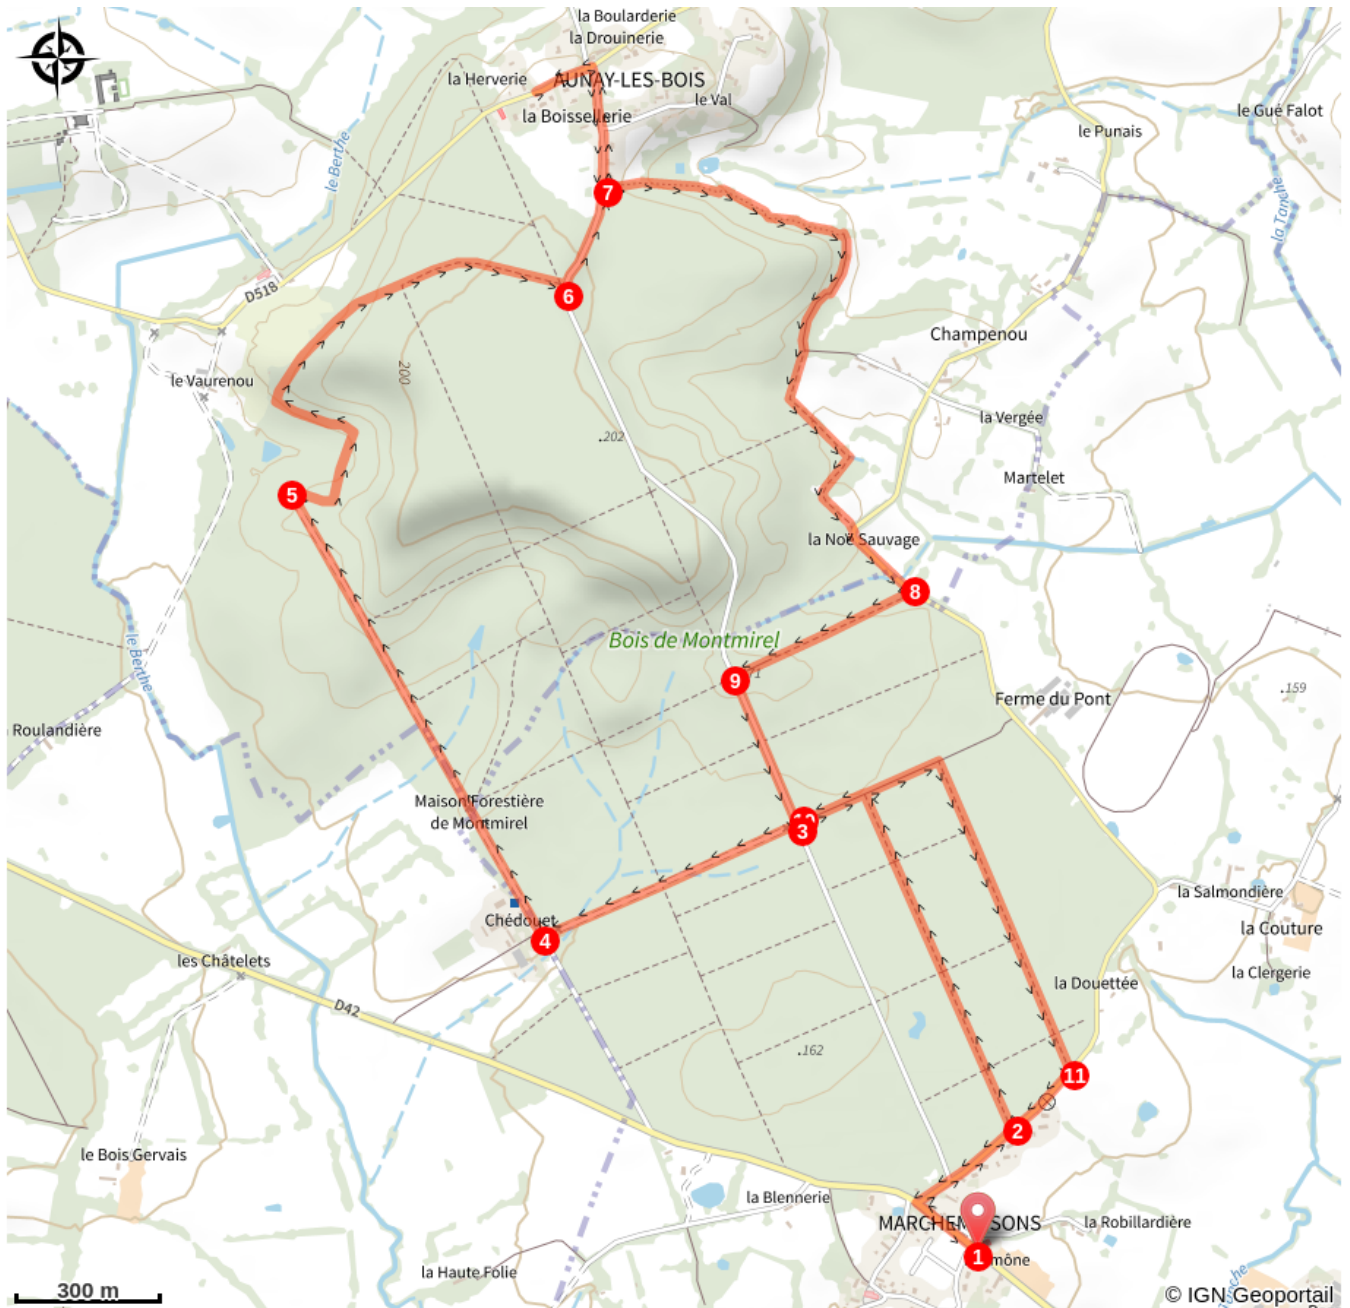 la Boularderie
la Drouinerie
la Herverie
AUNAY-LES-BOIS
le Val
la Boissellerie
le Gué Falot
le Punais
le Berthe
la Tanche
7
D518
6
Champenou
200
le Vaurenou
la Vergée
.202
Martelet
5
la Noë Sauvage
8
Bois de Montmirel
le Berthe
9
.159
Ferme du Pont
Roulandière
Maison Forestière
de Montmirel
3
la Salmondière
Chédouet
la Couture
4
les Châtelets
la Clergerie
la Douettée
D42
.162
11
2
le Bois Gervais
la Blennerie
la Robillardière
1
la Haute Folie
300 m
© IGN Geoportail